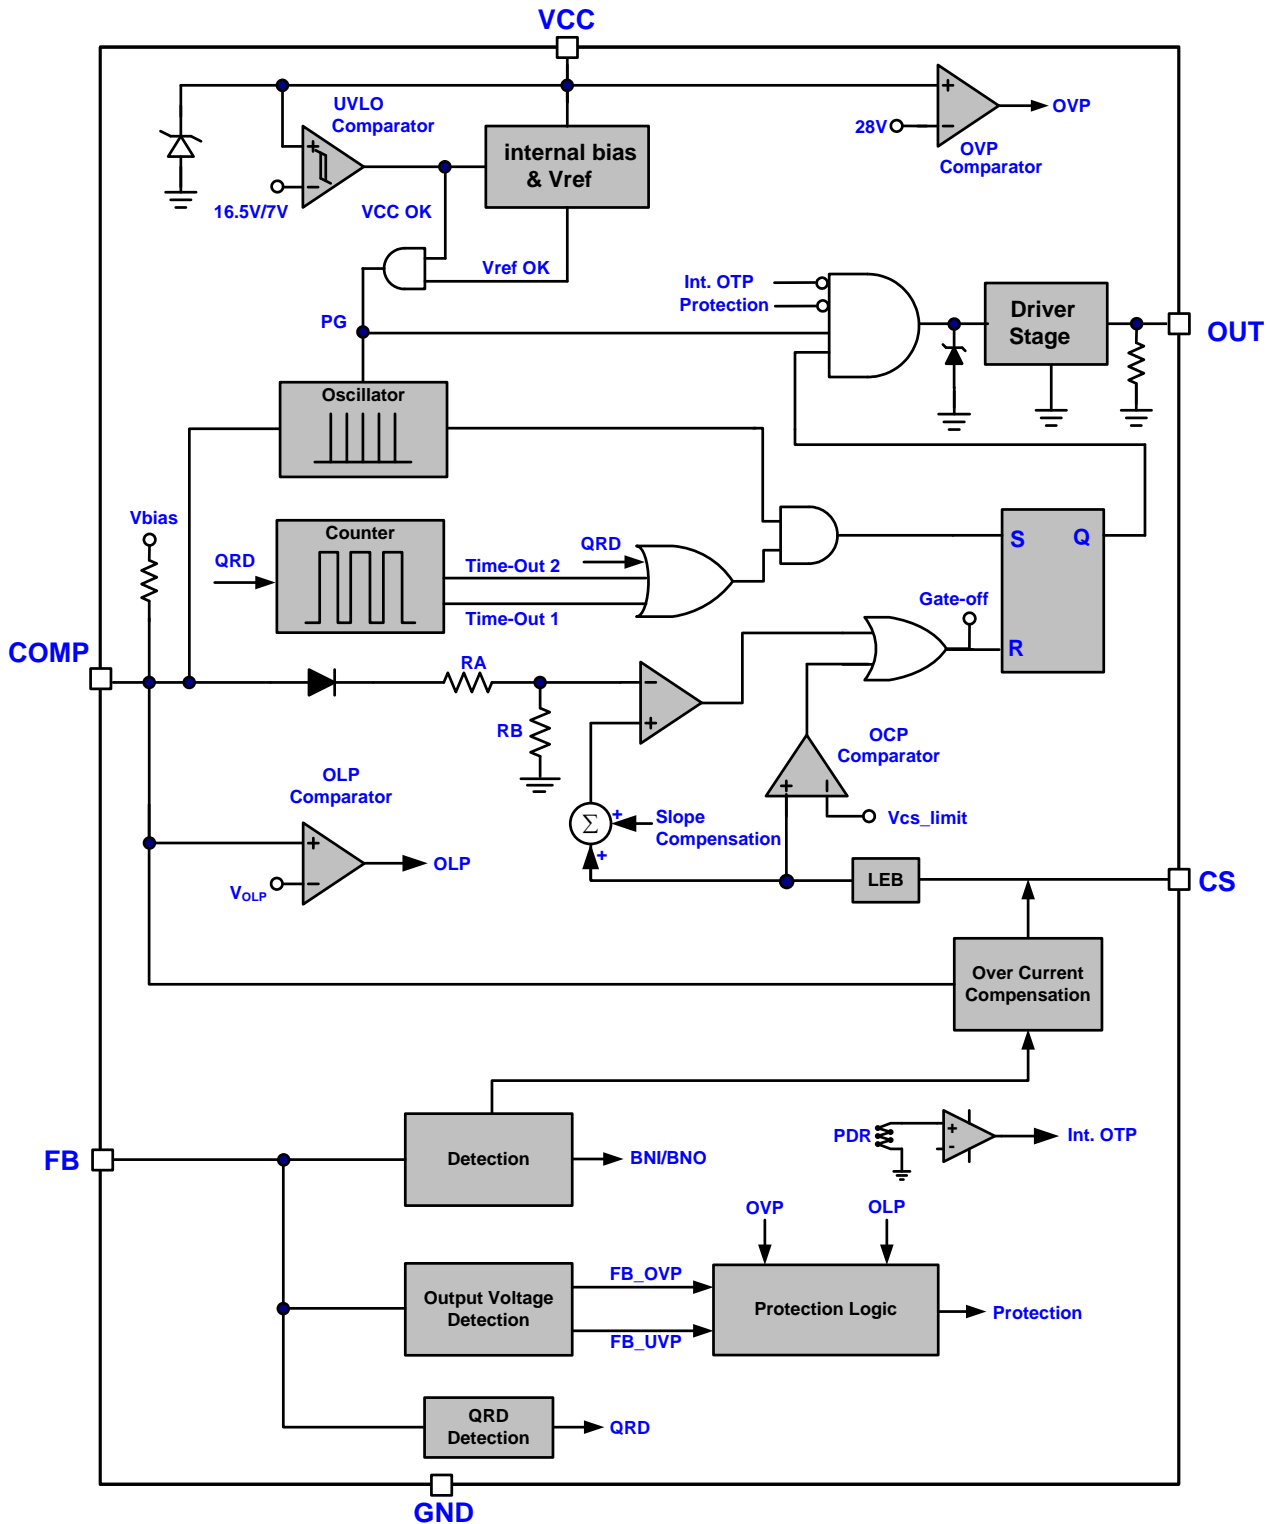 VCC
UVLO
Comparator
+
−
16.5V/7V
VCC OK
internal bias
& Vref
Vref OK
PG
+
−
28V
OVP
OVP
Comparator
Int. OTP
Protection
Driver
Stage
OUT
Oscillator
Vbias
QRD
Counter
Time-Out 2
Time-Out 1
QRD
S
Q
R
Gate-off
COMP
RA
RB
−
+
OCP
Comparator
+
−
Vcs_limit
Σ
+
+
Slope
Compensation
OLP
Comparator
+
−
VOLP
OLP
LEB
CS
Over Current
Compensation
FB
Detection
BNI/BNO
PDR
+
-
Int. OTP
OVP
OLP
Output Voltage
Detection
FB_OVP
FB_UVP
Protection Logic
Protection
QRD
Detection
QRD
GND